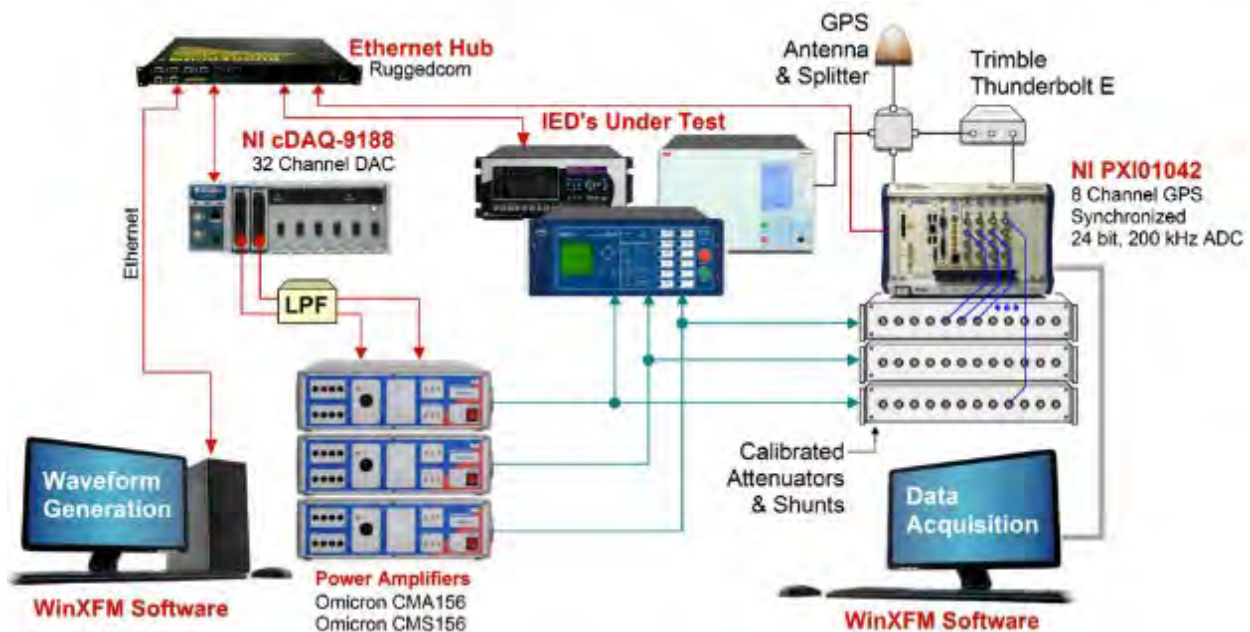 Ethernet Hub
Ruggedcom
GPS
Antenna
& Splitter
Trimble
Thunderbolt E
NI cDAQ-9188
32 Channel DAC
IED's Under Test
NI PXI01042
8 Channel GPS
Synchronized
24 bit, 200 kHz ADC
Ethernet
LPF
Calibrated
Attenuators
& Shunts
Waveform
Generation
Data
Acquisition
WinXFM Software
Power Amplifiers
Omicron CMA156
Omicron CMS156
WinXFM Software